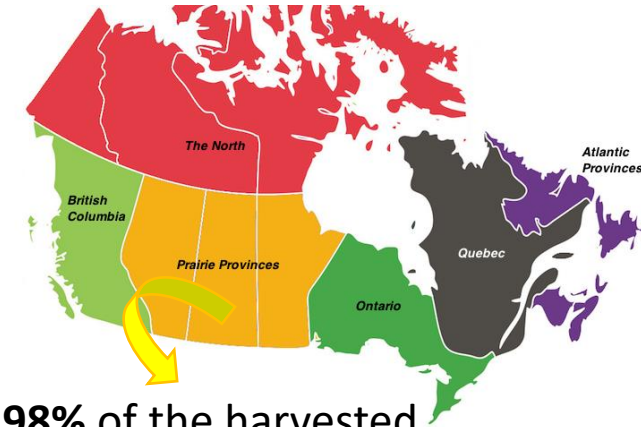 The North
Atlantic
Provinces
British
Columbia
Quebec
Prairie Provinces
Ontario
98% of the harvested